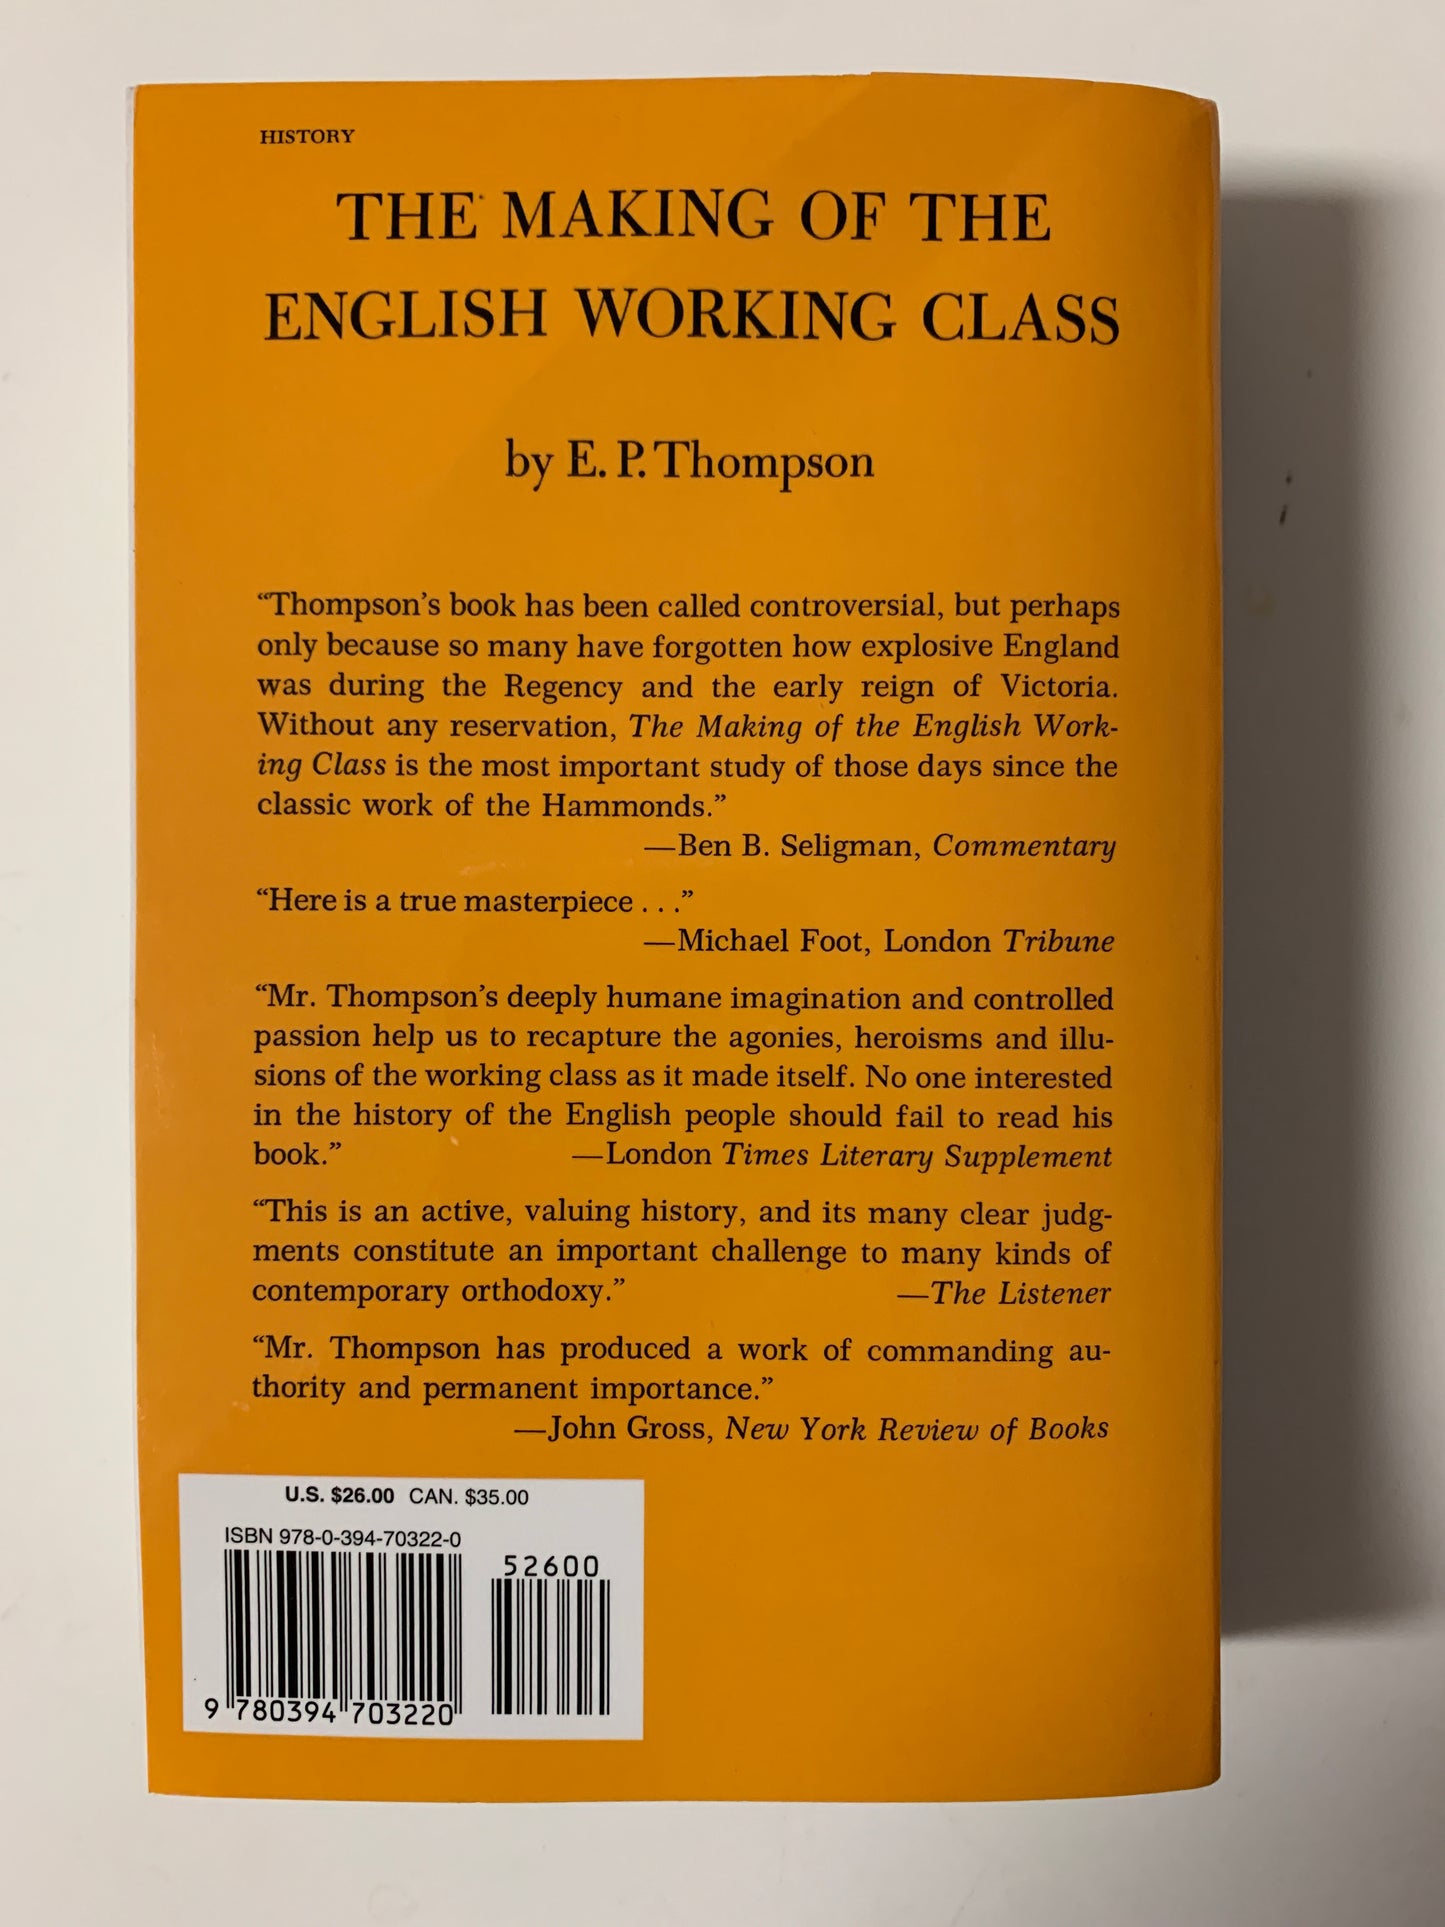 HISTORY
THE MAKING OF THE
ENGLISH WORKING CLASS
by E. P. Thompson
“Thompson’s book has been called controversial, but perhaps
only because so many have forgotten how explosive England
was during the Regency and the early reign of Victoria.
Without any reservation, The Making of the English Work-
ing Class is the most important study of those days since the
classic work of the Hammonds.”
—Ben B. Seligman, Commentary
“Here is a true masterpiece . . .”
—Michael Foot, London Tribune
“Mr. Thompson’s deeply humane imagination and controlled
passion help us to recapture the agonies, heroisms and illu-
sions of the working class as it made itself. No one interested
in the history of the English people should fail to read his
book.” —London Times Literary Supplement
“This is an active, valuing history, and its many clear judg-
ments constitute an important challenge to many kinds of
contemporary orthodoxy.” —The Listener
“Mr. Thompson has produced a work of commanding au-
thority and permanent importance.”
—John Gross, New York Review of Books
U.S. $26.00 CAN. $35.00
ISBN 978-0-394-70322-0
52600
9 780394 703220